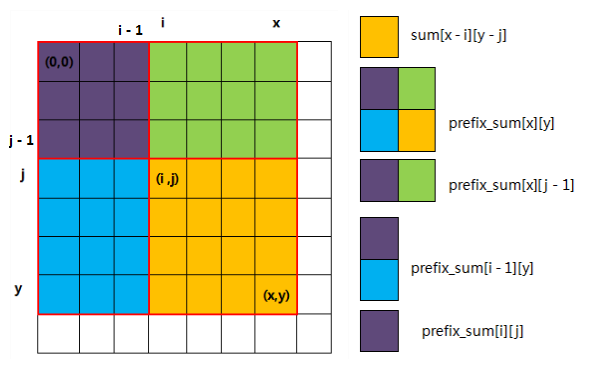 i - 1 i x
(0,0)
j - 1
j
(i ,j)
y
(x,y)
sum[x - i][y - j]
prefix_sum[x][y]
prefix_sum[x][j - 1]
prefix_sum[i - 1][y]
prefix_sum[i][j]